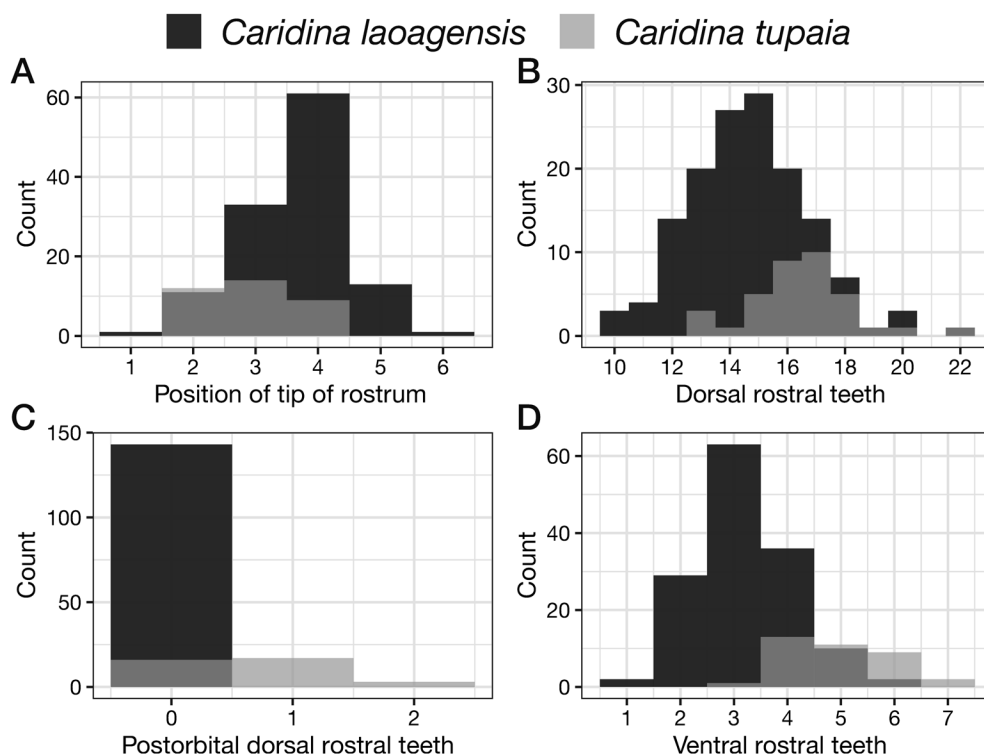 Caridina laoagensis Caridina tupaia
A B
60
40
20
0
Count
1 2 3 4 5 6
Position of tip of rostrum
30
20
10
0
Count
10 12 14 16 18 20 22
Dorsal rostral teeth
C D
150
100
50
0
Count
0 1 2
Postorbital dorsal rostral teeth
60
40
20
0
Count
1 2 3 4 5 6 7
Ventral rostral teeth